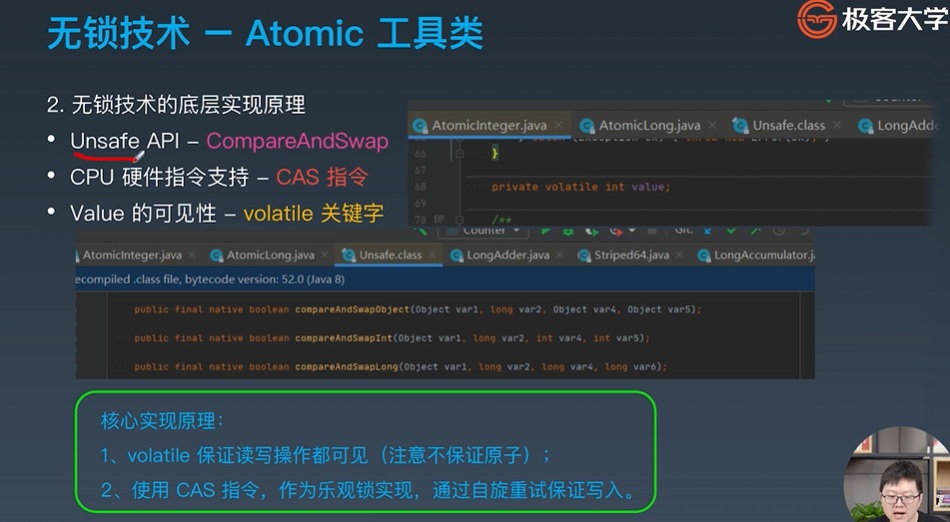 无锁技术 – Atomic 工具类
极客大学
2. 无锁技术的底层实现原理
• Unsafe API – CompareAndSwap
• CPU 硬件指令支持 – CAS 指令
• Value 的可见性 – volatile 关键字
AtomicInteger.java × AtomicLong.java × Unsafe.class × LongAdde
66 }
67
68 private volatile int value;
69
70 /**
Counter Git:
AtomicInteger.java × AtomicLong.java × Unsafe.class × LongAdder.java × Striped64.java × LongAccumulator.j
ecompiled .class file, bytecode version: 52.0 (Java 8)
public final native boolean compareAndSwapObject(Object var1, long var2, Object var4, Object var5);
public final native boolean compareAndSwapInt(Object var1, long var2, int var4, int var5);
public final native boolean compareAndSwapLong(Object var1, long var2, long var4, long var6);
核心实现原理：
1、volatile 保证读写操作都可见（注意不保证原子）；
2、使用 CAS 指令，作为乐观锁实现，通过自旋重试保证写入。